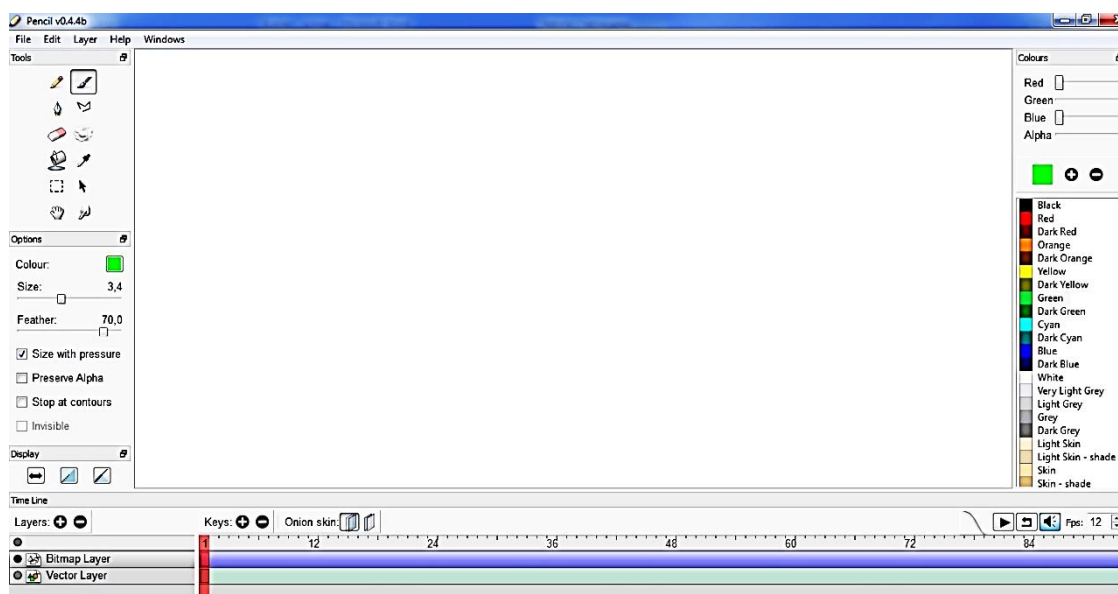 Pencil v0.4.4b
File Edit Layer Help Windows
Tools
Options
Colour:
Size: 3,4
Feather: 70,0
Size with pressure
Preserve Alpha
Stop at contours
Invisible
Display
Colours
Red
Green
Blue
Alpha
Black
Red
Dark Red
Orange
Dark Orange
Yellow
Dark Yellow
Green
Dark Green
Cyan
Dark Cyan
Blue
Dark Blue
White
Very Light Grey
Light Grey
Grey
Dark Grey
Light Skin
Light Skin - shade
Skin
Skin - shade
Time Line
Layers: Keys: Onion skin: Fps: 12
1 12 24 36 48 60 72 84
Bitmap Layer
Vector Layer